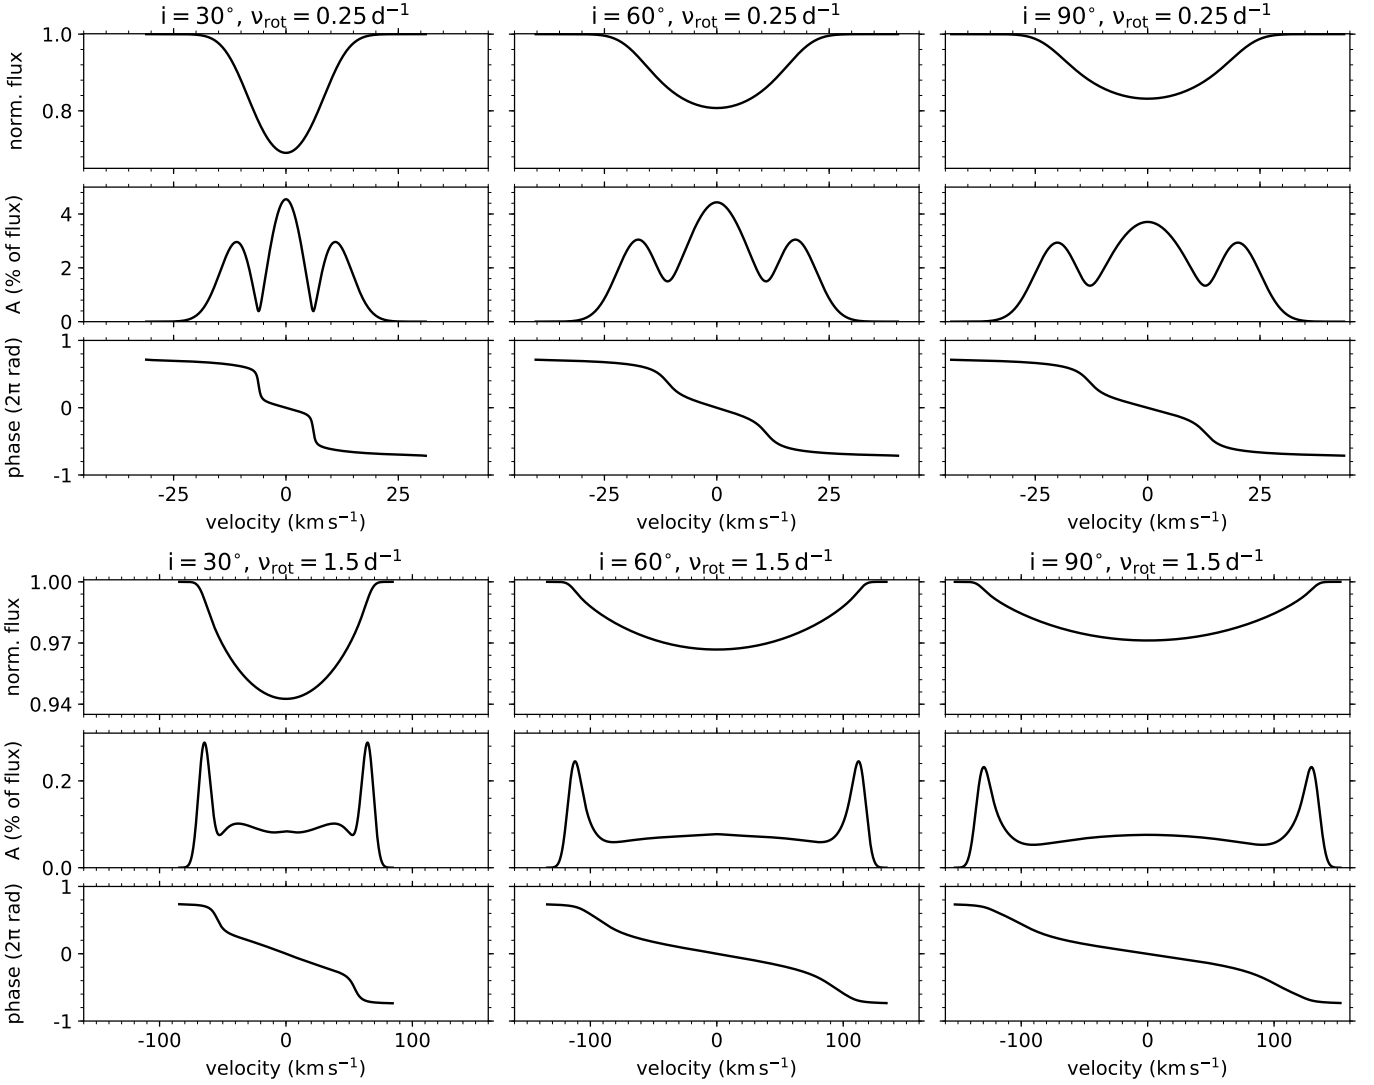 i = 30°, ν_rot = 0.25 d⁻¹ i = 60°, ν_rot = 0.25 d⁻¹ i = 90°, ν_rot = 0.25 d⁻¹
norm. flux
1.0
0.8
A (% of flux)
4
2
0
phase (2π rad)
1
0
-1
-25 0 25 -25 0 25 -25 0 25
velocity (km s⁻¹) velocity (km s⁻¹) velocity (km s⁻¹)
i = 30°, ν_rot = 1.5 d⁻¹ i = 60°, ν_rot = 1.5 d⁻¹ i = 90°, ν_rot = 1.5 d⁻¹
norm. flux
1.00
0.97
0.94
A (% of flux)
0.2
0.0
phase (2π rad)
1
0
-1
-100 0 100 -100 0 100 -100 0 100
velocity (km s⁻¹) velocity (km s⁻¹) velocity (km s⁻¹)